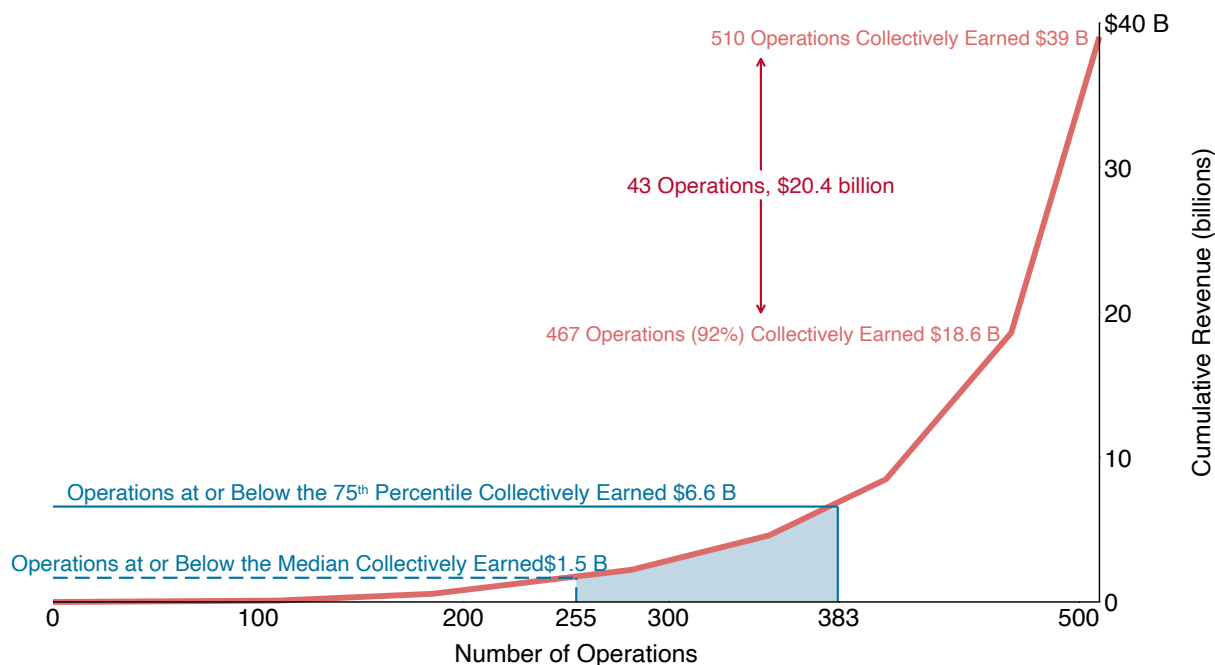 $40 B
510 Operations Collectively Earned $39 B
30
43 Operations, $20.4 billion
20
467 Operations (92%) Collectively Earned $18.6 B
10
Cumulative Revenue (billions)
Operations at or Below the 75th Percentile Collectively Earned $6.6 B
Operations at or Below the Median Collectively Earned$1.5 B
0
0 100 200 255 300 383 500
Number of Operations